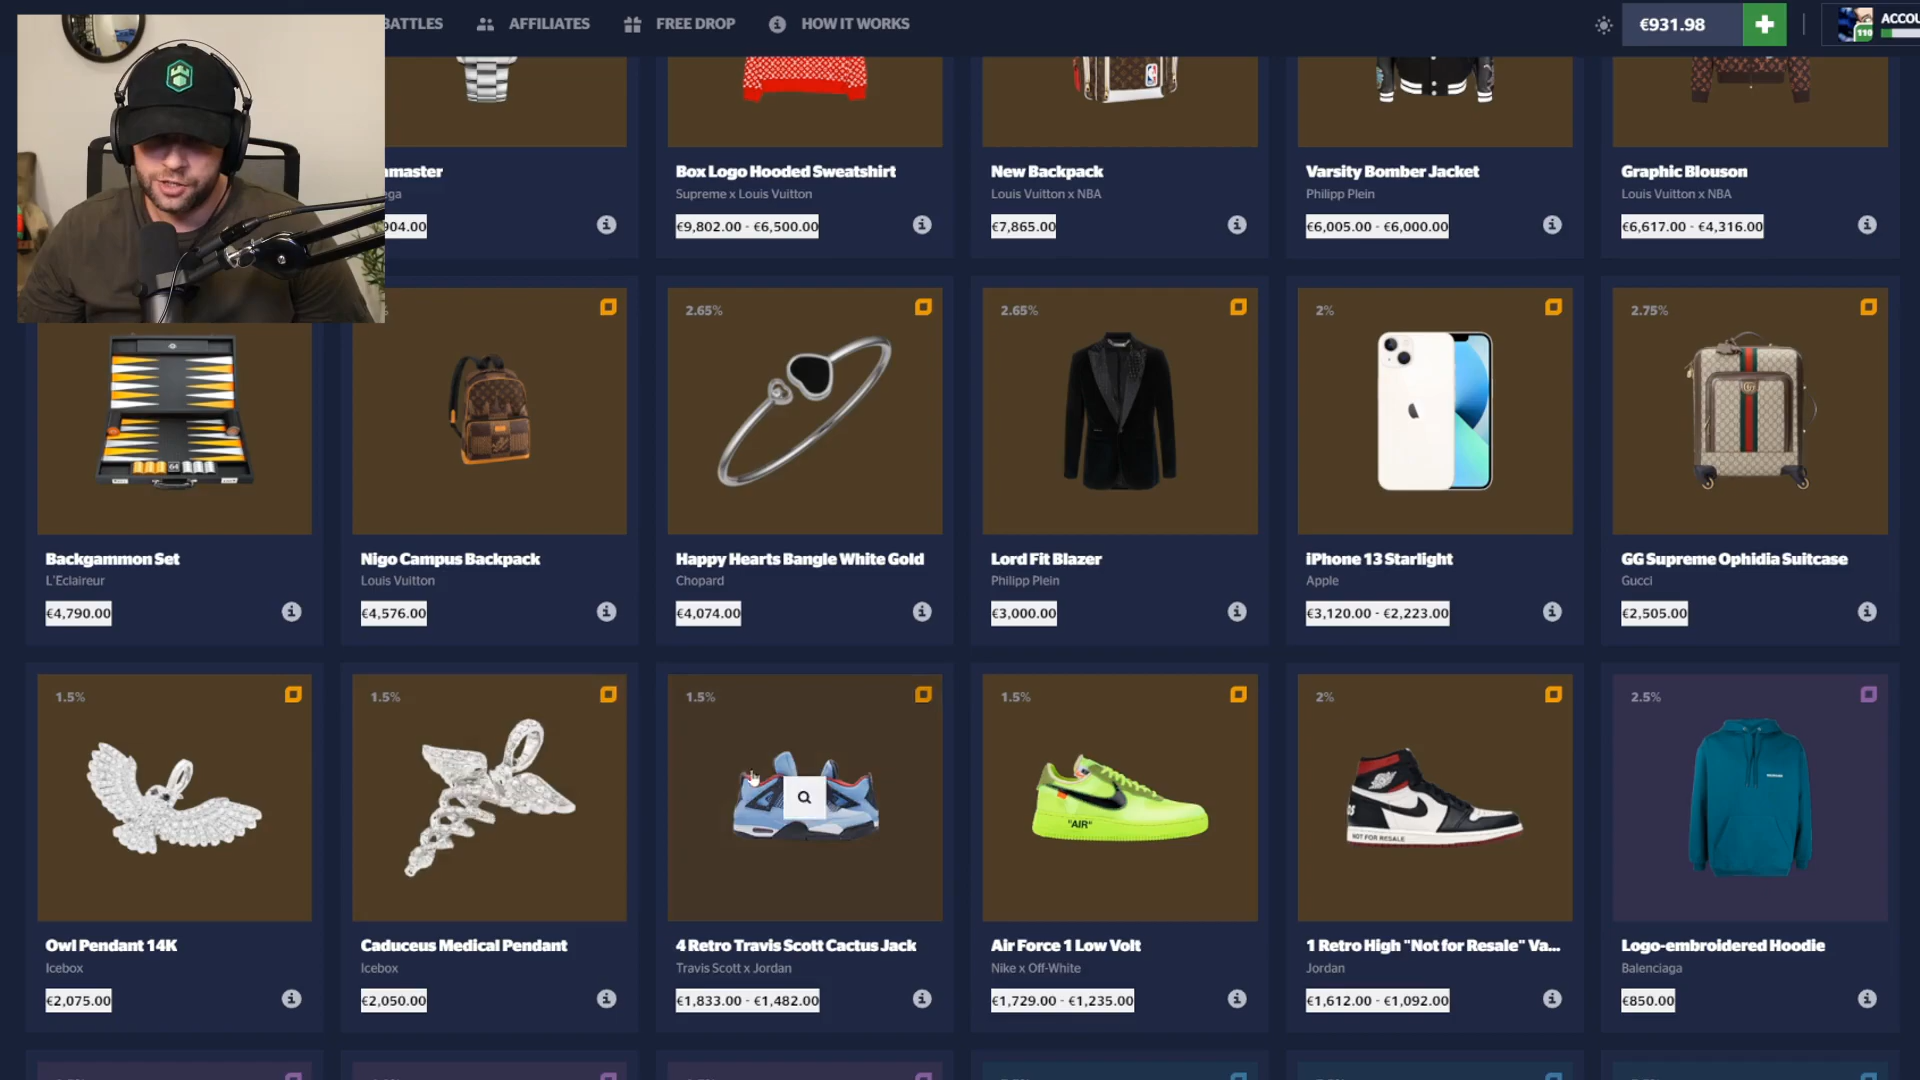 BATTLES
AFFILIATES
FREE DROP
HOW IT WORKS
€931.98
110
Box Logo Hooded Sweatshirt
Supreme x Louis Vuitton
€9,802.00 - €6,500.00
New Backpack
Louis Vuitton x NBA
€7,865.00
Varsity Bomber Jacket
Philipp Plein
€6,005.00 - €6,000.00
Graphic Blouson
Louis Vuitton x NBA
€6,617.00 - €4,316.00
Backgammon Set
L'Eclaireur
€4,790.00
Nigo Campus Backpack
Louis Vuitton
€4,576.00
2.65%
Happy Hearts Bangle White Gold
Chopard
€4,074.00
2.65%
Lord Fit Blazer
Philipp Plein
€3,000.00
2%
iPhone 13 Starlight
Apple
€3,120.00 - €2,223.00
2.75%
GG Supreme Ophidia Suitcase
Gucci
€2,505.00
1.5%
Owl Pendant 14K
Icebox
€2,075.00
1.5%
Caduceus Medical Pendant
Icebox
€2,050.00
1.5%
4 Retro Travis Scott Cactus Jack
Travis Scott x Jordan
€1,833.00 - €1,482.00
1.5%
"AIR"
Air Force 1 Low Volt
Nike x Off-White
€1,729.00 - €1,235.00
2%
NOT FOR RESALE
1 Retro High "Not for Resale" Va...
Jordan
€1,612.00 - €1,092.00
2.5%
Logo-embroidered Hoodie
Balenciaga
€850.00